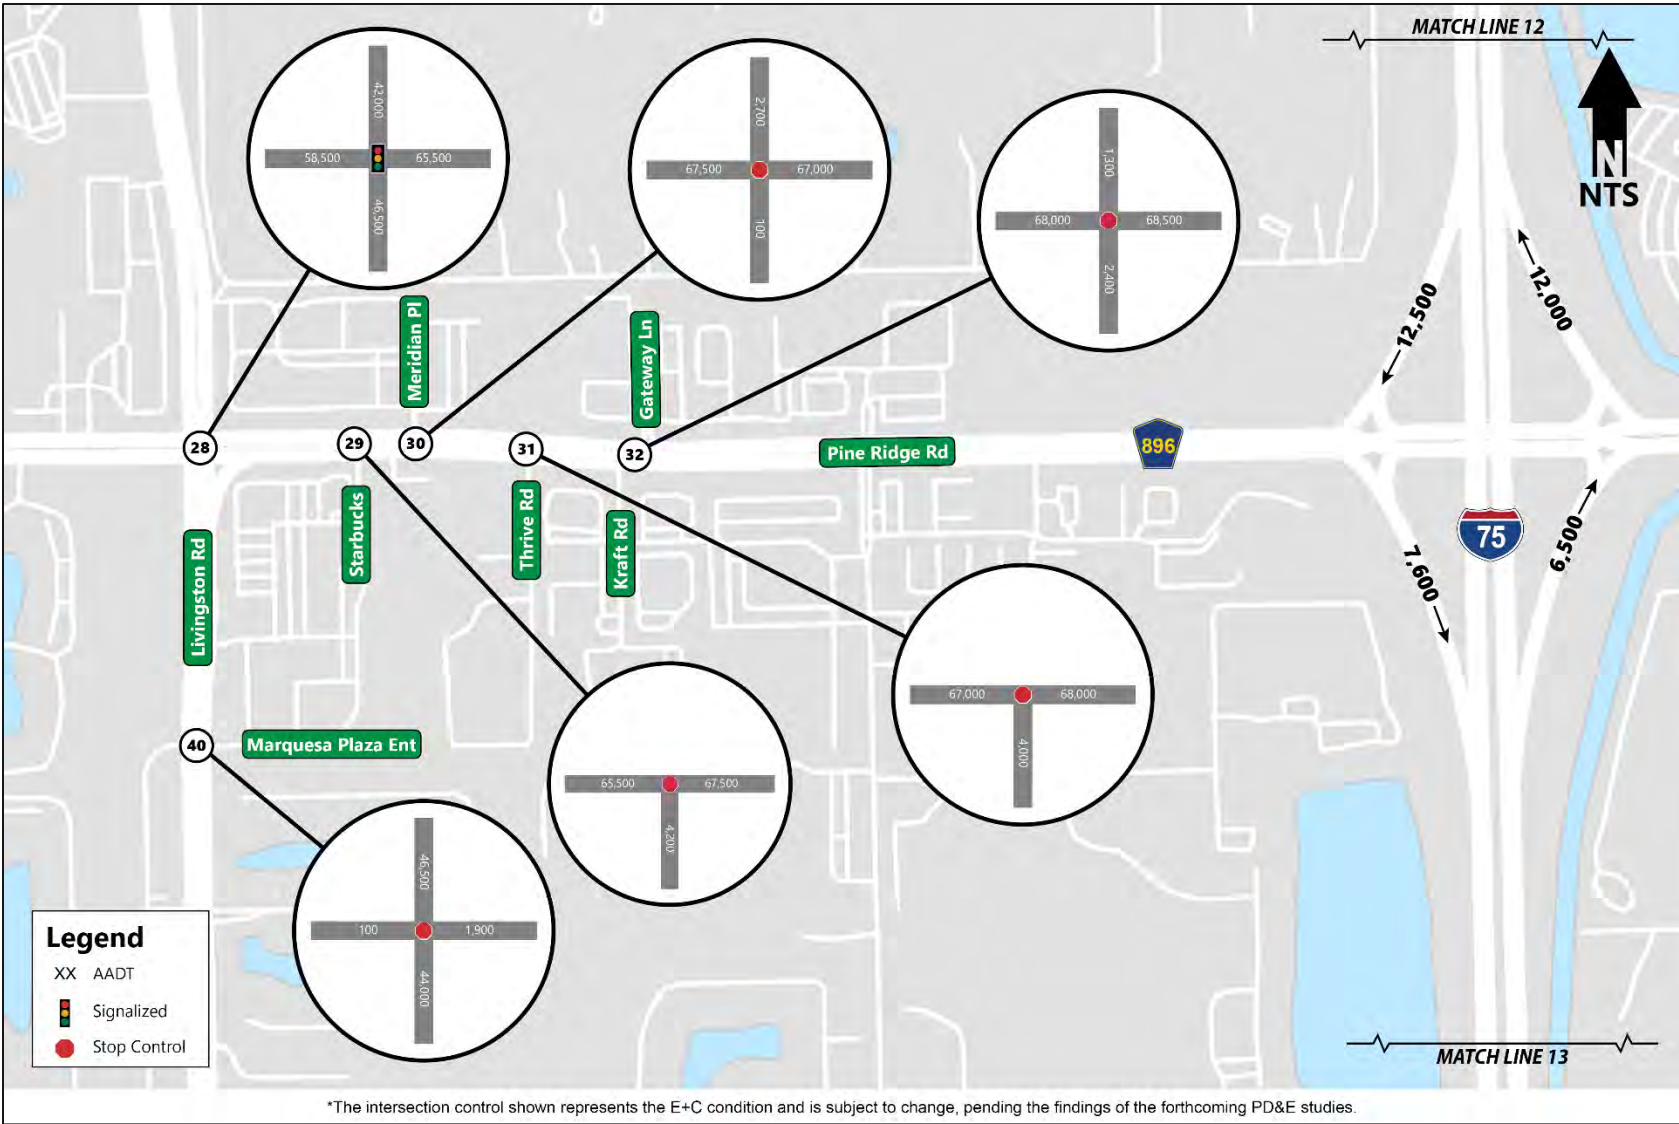 MATCH LINE 12
N
NTS
42,000
58,500
65,500
46,500
2,700
67,500
67,000
100
1,300
68,000
68,500
2,400
12,500
12,000
Meridian Pl
Gateway Ln
28
29
30
31
32
Pine Ridge Rd
896
Livingston Rd
Starbucks
Thrive Rd
Kraft Rd
75
7,600
6,500
67,000
68,000
4,000
40
Marquesa Plaza Ent
65,500
67,500
4,200
46,500
100
1,900
44,000
Legend
XX AADT
Signalized
Stop Control
MATCH LINE 13
*The intersection control shown represents the E+C condition and is subject to change, pending the findings of the forthcoming PD&E studies.